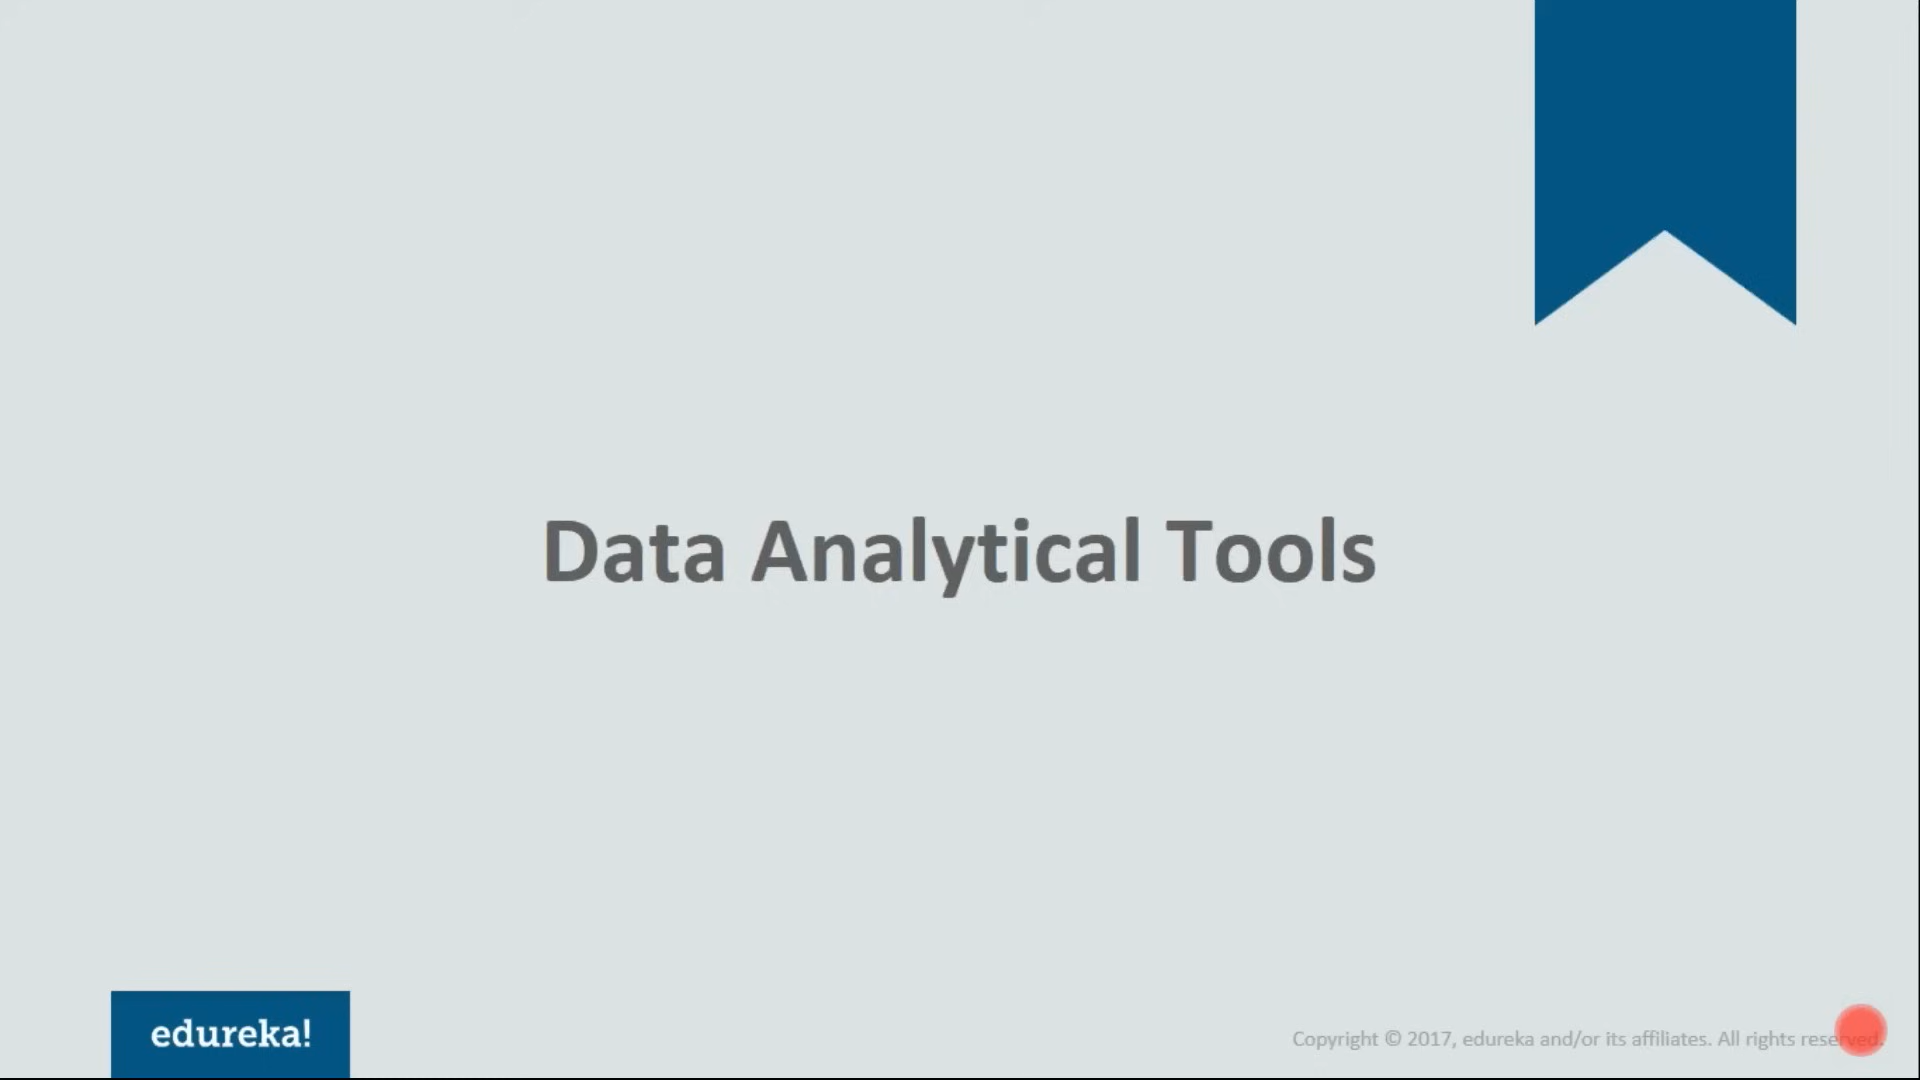 Data Analytical Tools
edureka!
Copyright © 2017, edureka and/or its affiliates. All rights reserved.